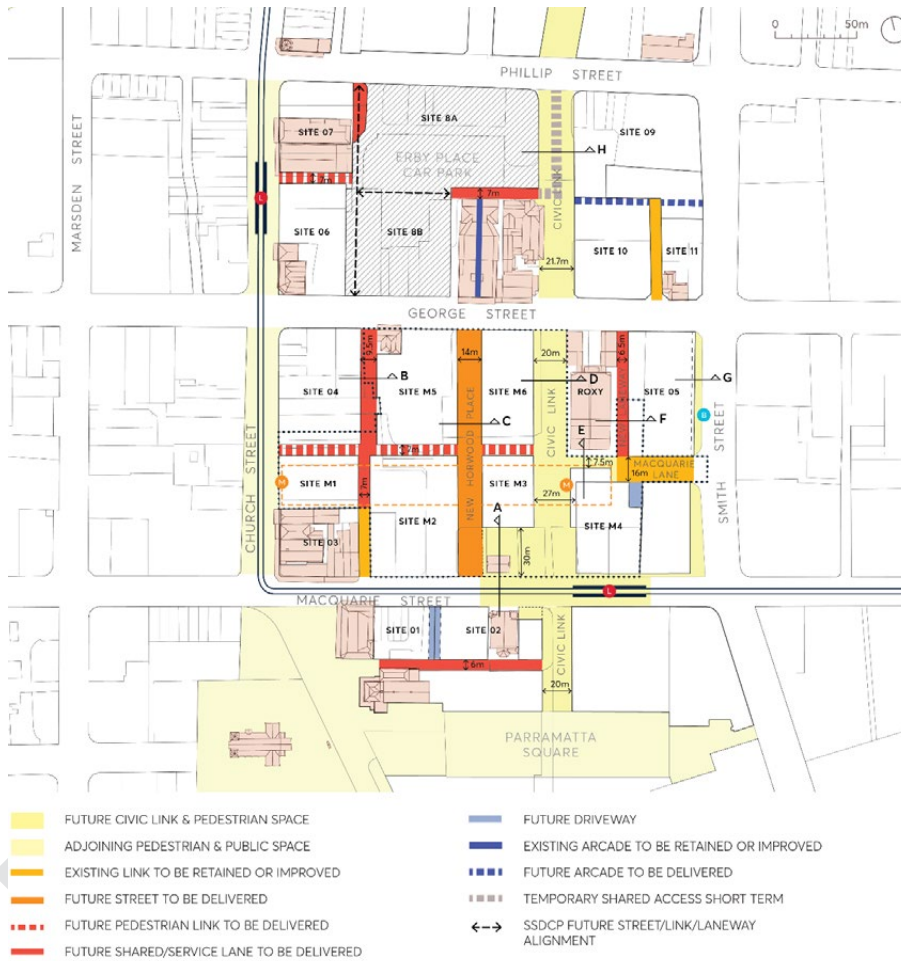 0 50m
PHILLIP STREET
MARSDEN STREET
SITE 07
SITE 8A
SITE 09
H
ERBY PLACE
CAR PARK
7m
7m
CIVIC LINK
L
SITE 06
SITE 8B
SITE 10
SITE 11
21.7m
GEORGE STREET
9.5m
14m
20m
6.5m
SITE 04
B
SITE M5
SITE M6
D
ROXY
SITE 05
G
NEW HORWOOD PLACE
CIVIC LINK
B
C
F
E
SMITH STREET
7m
7.5m
MACQUARIE
LANE
16m
M
SITE M1
7m
SITE M3
M
27m
CHURCH STREET
A
SITE M2
SITE M4
SITE 03
30m
L
MACQUARIE STREET
SITE 01
SITE 02
CIVIC LINK
6m
20m
PARRAMATTA
SQUARE
FUTURE CIVIC LINK & PEDESTRIAN SPACE
ADJOINING PEDESTRIAN & PUBLIC SPACE
EXISTING LINK TO BE RETAINED OR IMPROVED
FUTURE STREET TO BE DELIVERED
FUTURE PEDESTRIAN LINK TO BE DELIVERED
FUTURE SHARED/SERVICE LANE TO BE DELIVERED
FUTURE DRIVEWAY
EXISTING ARCADE TO BE RETAINED OR IMPROVED
FUTURE ARCADE TO BE DELIVERED
TEMPORARY SHARED ACCESS SHORT TERM
SSDCP FUTURE STREET/LINK/LANEWAY
ALIGNMENT